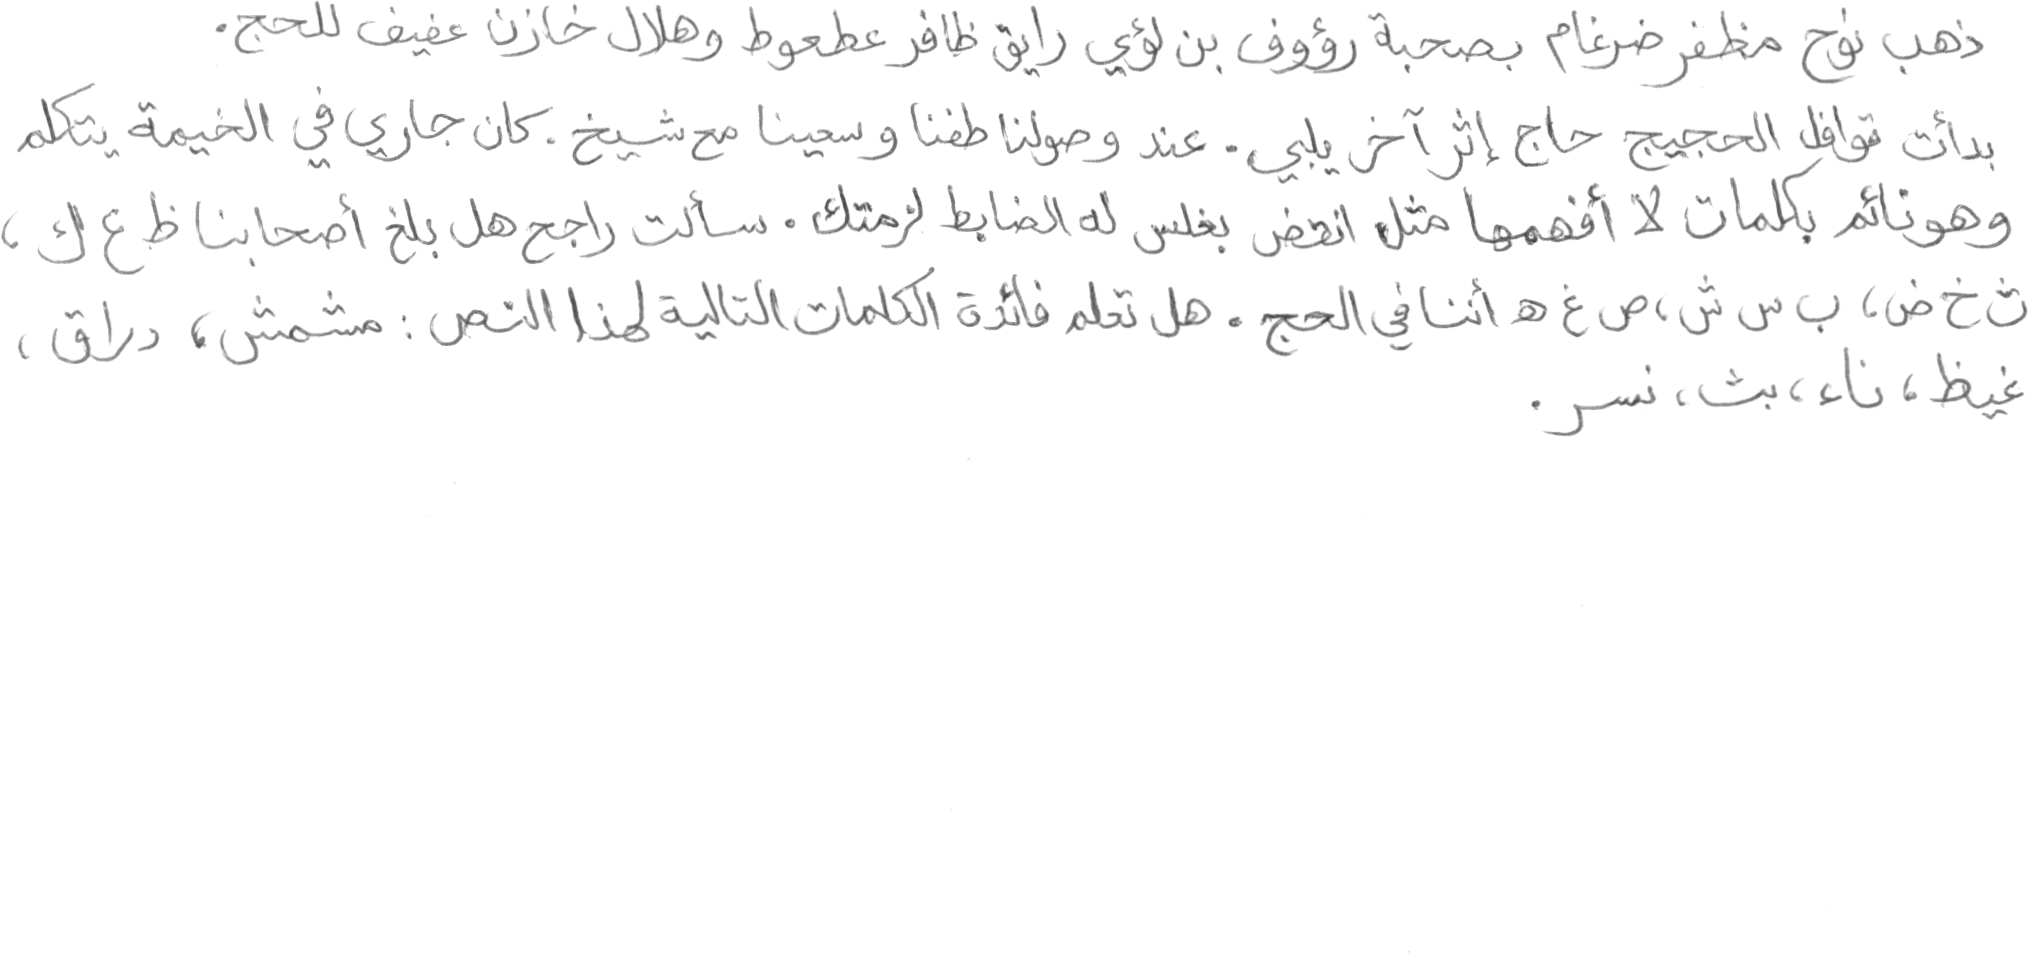 ذهب نوح مظفر ضرغام بصحبة رؤوف بن لؤي رايق ظافر عطعوط وهلال خازن عفيف للحج.
بدأت قوافل الحجيج حاج إثر آخر يلبي. عند وصولنا طفنا وسعينا مع شيخ. كان جاري في الخيمة يتكلم
وهو نائم بكلمات لا أفهمها مثل انقض بغلس له الضابط لزمتك. سألت راجح هل بلغ أصحابنا ظ ع ك ،
ث خ ض، ب س ش، ص غ ه أننا في الحج. هل تعلم فائدة الكلمات التالية لهذا النص: مشمش، دراق،
غيظ، ناء، بث، نسر.